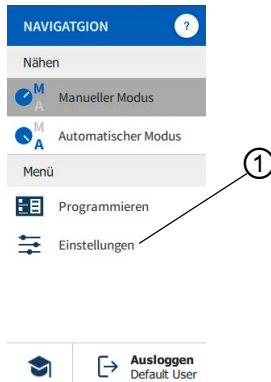 NAVIGATGION ?
Nähen
M
A Manueller Modus
M
A Automatischer Modus
Menü
Programmieren
Einstellungen
1
Ausloggen
Default User